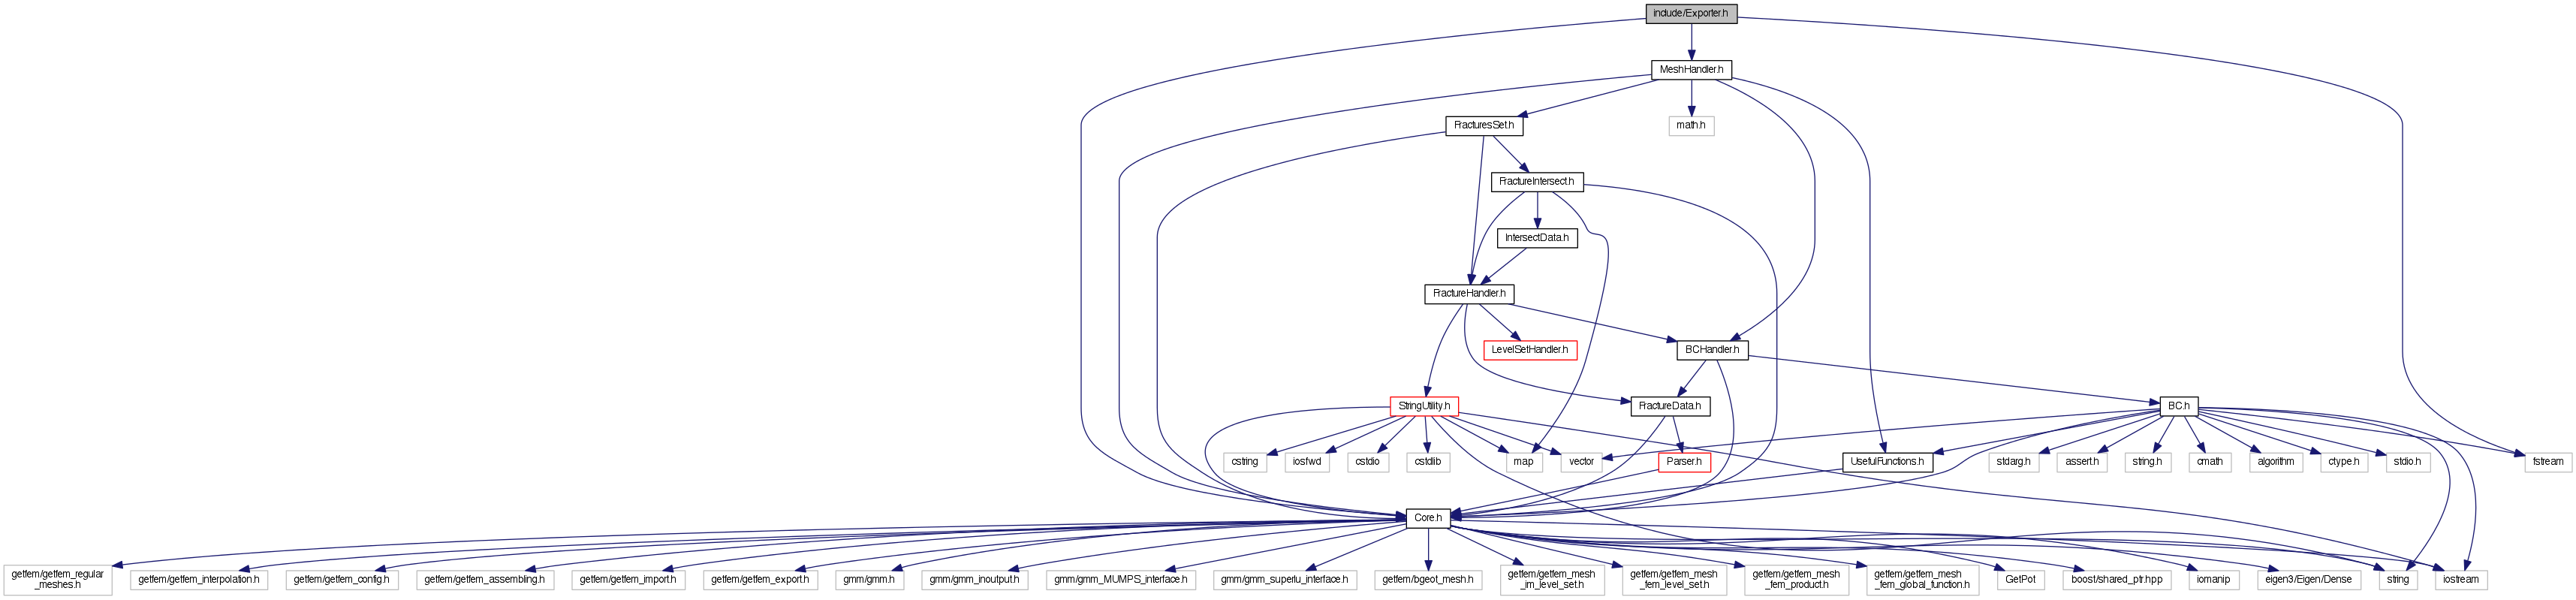 include/Exporter.h
MeshHandler.h
FracturesSet.h
math.h
FractureIntersect.h
IntersectData.h
FractureHandler.h
LevelSetHandler.h
BCHandler.h
StringUtility.h
FractureData.h
BC.h
cstring
iosfwd
cstdio
cstdlib
map
vector
Parser.h
UsefulFunctions.h
stdarg.h
assert.h
string.h
cmath
algorithm
ctype.h
stdio.h
fstream
Core.h
getfem/getfem_regular
_meshes.h
getfem/getfem_interpolation.h
getfem/getfem_config.h
getfem/getfem_assembling.h
getfem/getfem_import.h
getfem/getfem_export.h
gmm/gmm.h
gmm/gmm_inoutput.h
gmm/gmm_MUMPS_interface.h
gmm/gmm_superlu_interface.h
getfem/bgeot_mesh.h
getfem/getfem_mesh
_im_level_set.h
getfem/getfem_mesh
_fem_level_set.h
getfem/getfem_mesh
_fem_product.h
getfem/getfem_mesh
_fem_global_function.h
GetPot
boost/shared_ptr.hpp
iomanip
eigen3/Eigen/Dense
string
iostream